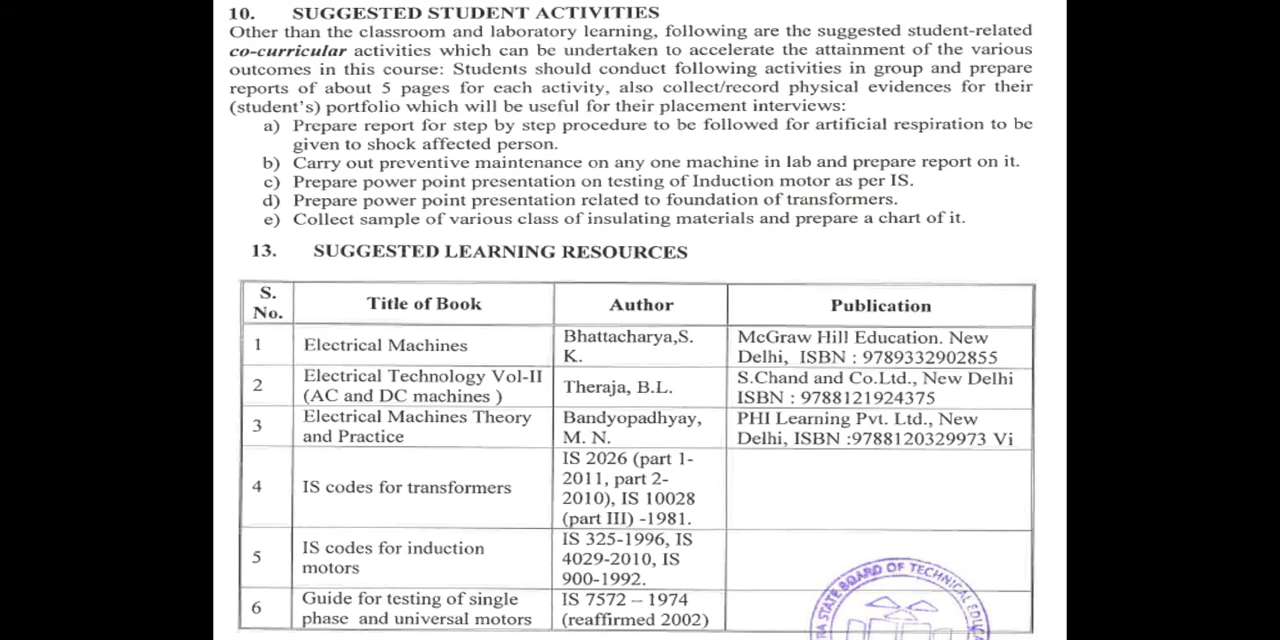 10. SUGGESTED STUDENT ACTIVITIES
Other than the classroom and laboratory learning, following are the suggested student-related
co-curricular activities which can be undertaken to accelerate the attainment of the various
outcomes in this course: Students should conduct following activities in group and prepare
reports of about 5 pages for each activity, also collect/record physical evidences for their
(student's) portfolio which will be useful for their placement interviews:
a) Prepare report for step by step procedure to be followed for artificial respiration to be
given to shock affected person.
b) Carry out preventive maintenance on any one machine in lab and prepare report on it.
c) Prepare power point presentation on testing of Induction motor as per IS.
d) Prepare power point presentation related to foundation of transformers.
e) Collect sample of various class of insulating materials and prepare a chart of it.
13. SUGGESTED LEARNING RESOURCES
S.
No.
Title of Book
Author
Publication
1
Electrical Machines
Bhattacharya,S.
K.
McGraw Hill Education. New
Delhi, ISBN : 9789332902855
2
Electrical Technology Vol-II
(AC and DC machines )
Theraja, B.L.
S.Chand and Co.Ltd., New Delhi
ISBN : 9788121924375
3
Electrical Machines Theory
and Practice
Bandyopadhyay,
M. N.
PHI Learning Pvt. Ltd., New
Delhi, ISBN :9788120329973 Vi
4
IS codes for transformers
IS 2026 (part 1-
2011, part 2-
2010), IS 10028
(part III) -1981.
5
IS codes for induction
motors
IS 325-1996, IS
4029-2010, IS
900-1992.
6
Guide for testing of single
phase and universal motors
IS 7572 – 1974
(reaffirmed 2002)
STATE BOARD OF TECHNICAL